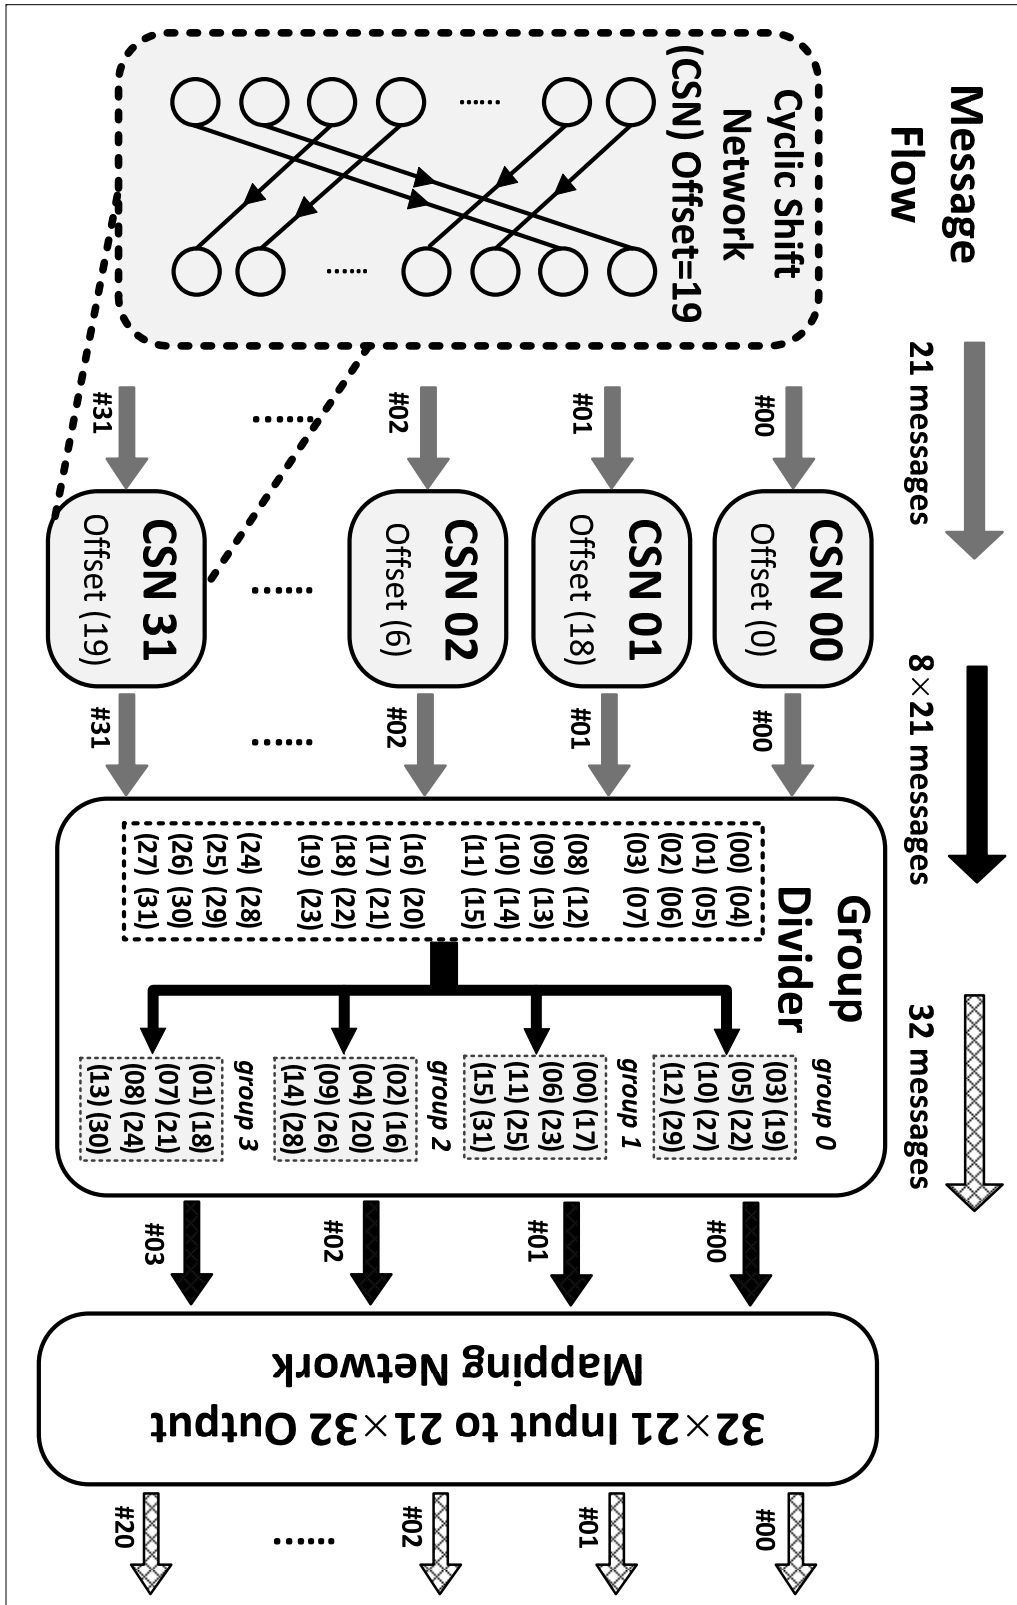 Message
Flow
21 messages
8×21 messages
32 messages
Cyclic Shift
Network
(CSN) Offset=19
......
......
#00
#01
#02
......
#31
CSN 00
Offset (0)
CSN 01
Offset (18)
CSN 02
Offset (6)
......
CSN 31
Offset (19)
#00
#01
#02
......
#31
Group
Divider
(00) (04)
(01) (05)
(02) (06)
(03) (07)
(08) (12)
(09) (13)
(10) (14)
(11) (15)
(16) (20)
(17) (21)
(18) (22)
(19) (23)
(24) (28)
(25) (29)
(26) (30)
(27) (31)
group 0
(03) (19)
(05) (22)
(10) (27)
(12) (29)
group 1
(00) (17)
(06) (23)
(11) (25)
(15) (31)
group 2
(02) (16)
(04) (20)
(09) (26)
(14) (28)
group 3
(01) (18)
(07) (21)
(08) (24)
(13) (30)
#00
#01
#02
#03
32×21 Input to 21×32 Output
Mapping Network
#00
#01
#02
......
#20